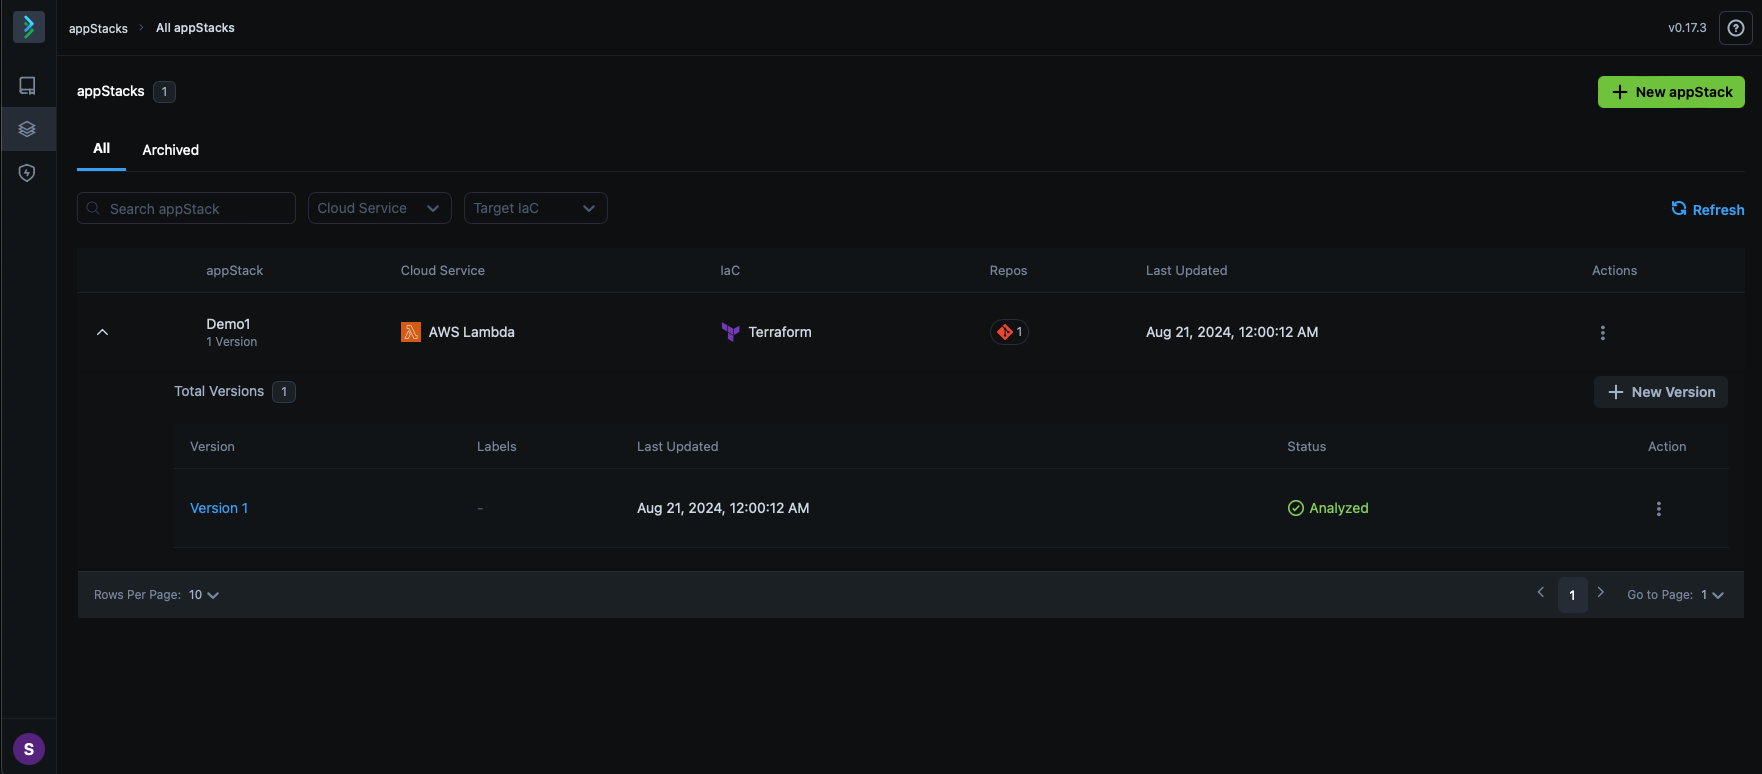 appStacks > All appStacks
v0.17.3
appStacks 1
New appStack
All Archived
Search appStack Cloud Service Target IaC
Refresh
appStack Cloud Service IaC Repos Last Updated Actions
Demo1
1 Version
AWS Lambda Terraform 1 Aug 21, 2024, 12:00:12 AM
Total Versions 1
New Version
Version Labels Last Updated Status Action
Version 1 - Aug 21, 2024, 12:00:12 AM Analyzed
Rows Per Page: 10 1 Go to Page: 1
S